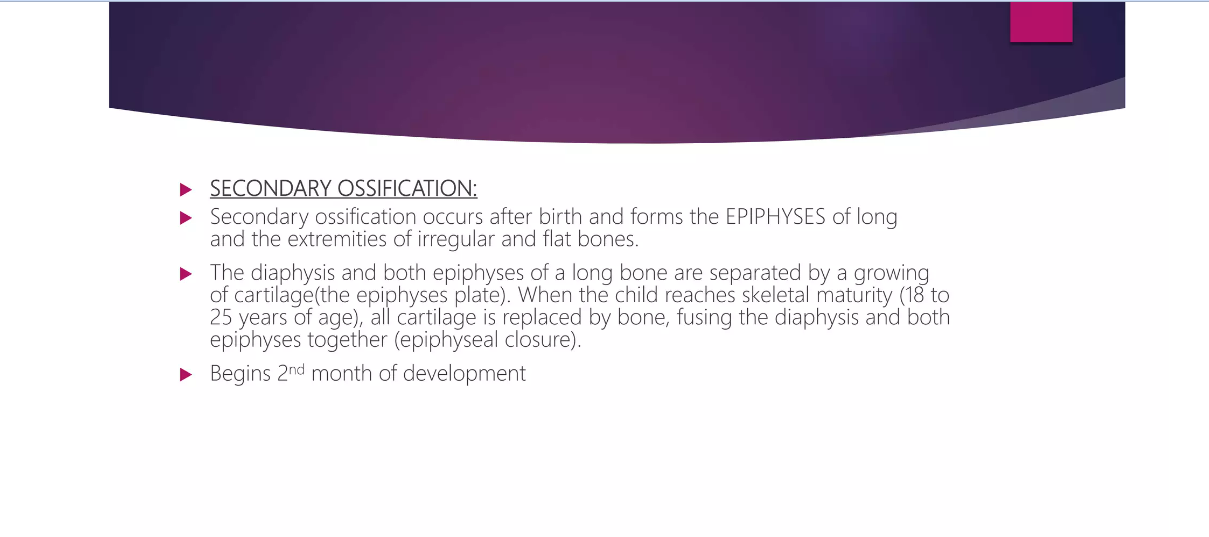 SECONDARY OSSIFICATION:
Secondary ossification occurs after birth and forms the EPIPHYSES of long
and the extremities of irregular and flat bones.
The diaphysis and both epiphyses of a long bone are separated by a growing
of cartilage(the epiphyses plate). When the child reaches skeletal maturity (18 to
25 years of age), all cartilage is replaced by bone, fusing the diaphysis and both
epiphyses together (epiphyseal closure).
Begins 2nd month of development